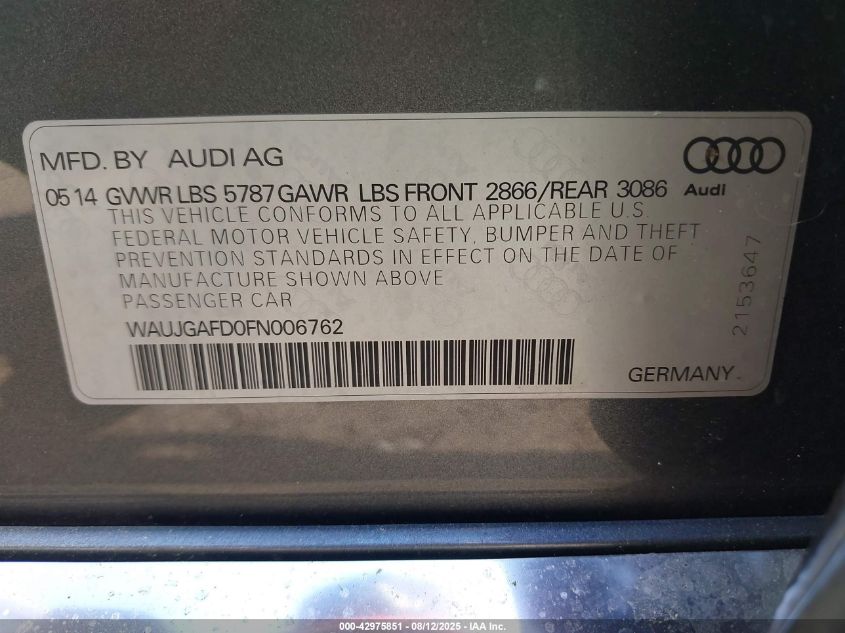 MFD. BY AUDI AG
05 14 GVWR LBS 5787 GAWR LBS FRONT 2866/REAR 3086
Audi
THIS VEHICLE CONFORMS TO ALL APPLICABLE U.S.
FEDERAL MOTOR VEHICLE SAFETY, BUMPER AND THEFT
PREVENTION STANDARDS IN EFFECT ON THE DATE OF
MANUFACTURE SHOWN ABOVE
PASSENGER CAR
WAUJGAFD0FN006762
2153647
GERMANY
000-42975851 - 08/12/2025 - © IAA Inc.